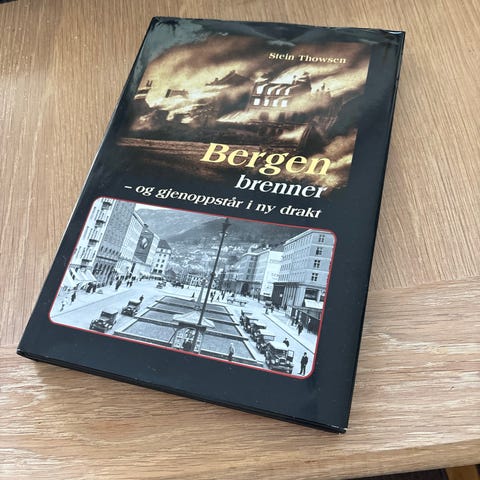 Stein Thowsen
Bergen
brenner
– og gjenoppstår i ny drakt